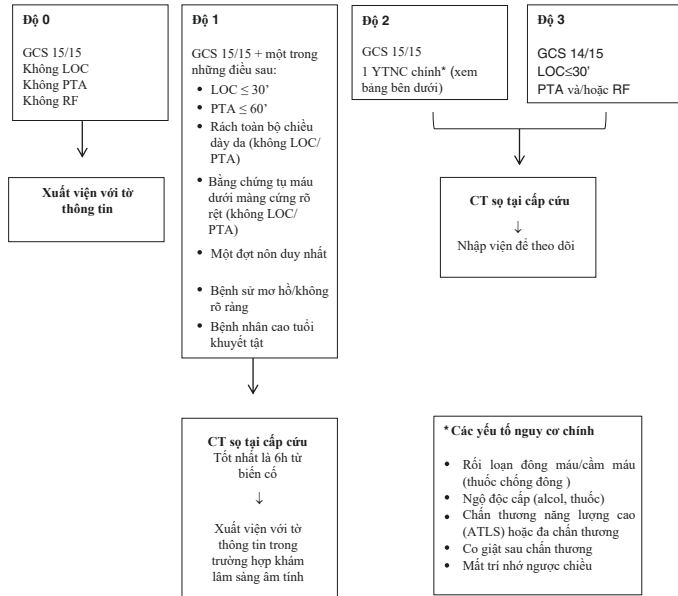 Độ 0
GCS 15/15
Không LOC
Không PTA
Không RF
Xuất viện với tờ
thông tin
Độ 1
GCS 15/15 + một trong
những điều sau:
• LOC ≤ 30’
• PTA ≤ 60’
• Rách toàn bộ chiều
dày da (không LOC/
PTA)
• Bằng chứng tụ máu
dưới màng cứng rõ
rệt (không LOC/
PTA)
• Một đợt nôn duy nhất
• Bệnh sử mơ hồ/không
rõ ràng
• Bệnh nhân cao tuổi
khuyết tật
CT sọ tại cấp cứu
Tốt nhất là 6h từ
biến cố
↓
Xuất viện với tờ
thông tin trong
trường hợp khám
lâm sàng âm tính
Độ 2
GCS 15/15
1 YTNC chính* (xem
bảng bên dưới)
Độ 3
GCS 14/15
LOC≤30’
PTA và/hoặc RF
CT sọ tại cấp cứu
↓
Nhập viện để theo dõi
* Các yếu tố nguy cơ chính
• Rối loạn đông máu/cầm máu
(thuốc chống đông )
• Ngộ độc cấp (alcol, thuốc)
• Chấn thương năng lượng cao
(ATLS) hoặc đa chấn thương
• Co giật sau chấn thương
• Mất trí nhớ ngược chiều